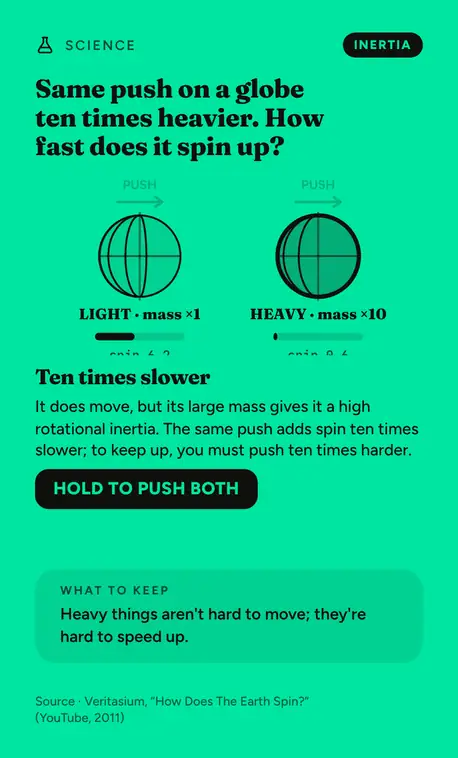 SCIENCE
INERTIA
Same push on a globe
ten times heavier. How
fast does it spin up?
PUSH
PUSH
LIGHT · mass ×1
HEAVY · mass ×10
Ten times slower
It does move, but its large mass gives it a high
rotational inertia. The same push adds spin ten times
slower; to keep up, you must push ten times harder.
HOLD TO PUSH BOTH
WHAT TO KEEP
Heavy things aren't hard to move; they're
hard to speed up.
Source · Veritasium, “How Does The Earth Spin?”
(YouTube, 2011)